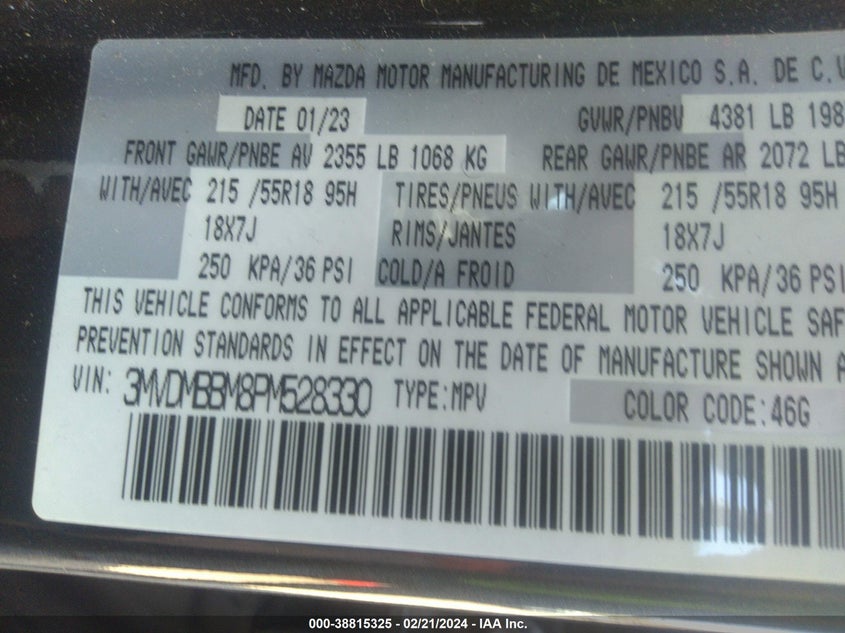 MFD. BY MAZDA MOTOR MANUFACTURING DE MEXICO S.A. DE C.V
DATE 01/23 GVWR/PNBV 4381 LB 198
FRONT GAWR/PNBE AV 2355 LB 1068 KG REAR GAWR/PNBE AR 2072 LB
WITH/AVEC 215 /55R18 95H TIRES/PNEUS WITH/AVEC 215 /55R18 95H
18X7J RIMS/JANTES 18X7J
250 KPA/36 PSI COLD/A FROID 250 KPA/36 PSI
THIS VEHICLE CONFORMS TO ALL APPLICABLE FEDERAL MOTOR VEHICLE SAF
PREVENTION STANDARDS IN EFFECT ON THE DATE OF MANUFACTURE SHOWN A
VIN: 3MVDMBBM8PM528330 TYPE:MPV COLOR CODE:46G
000-38815325 - 02/21/2024 - IAA Inc.